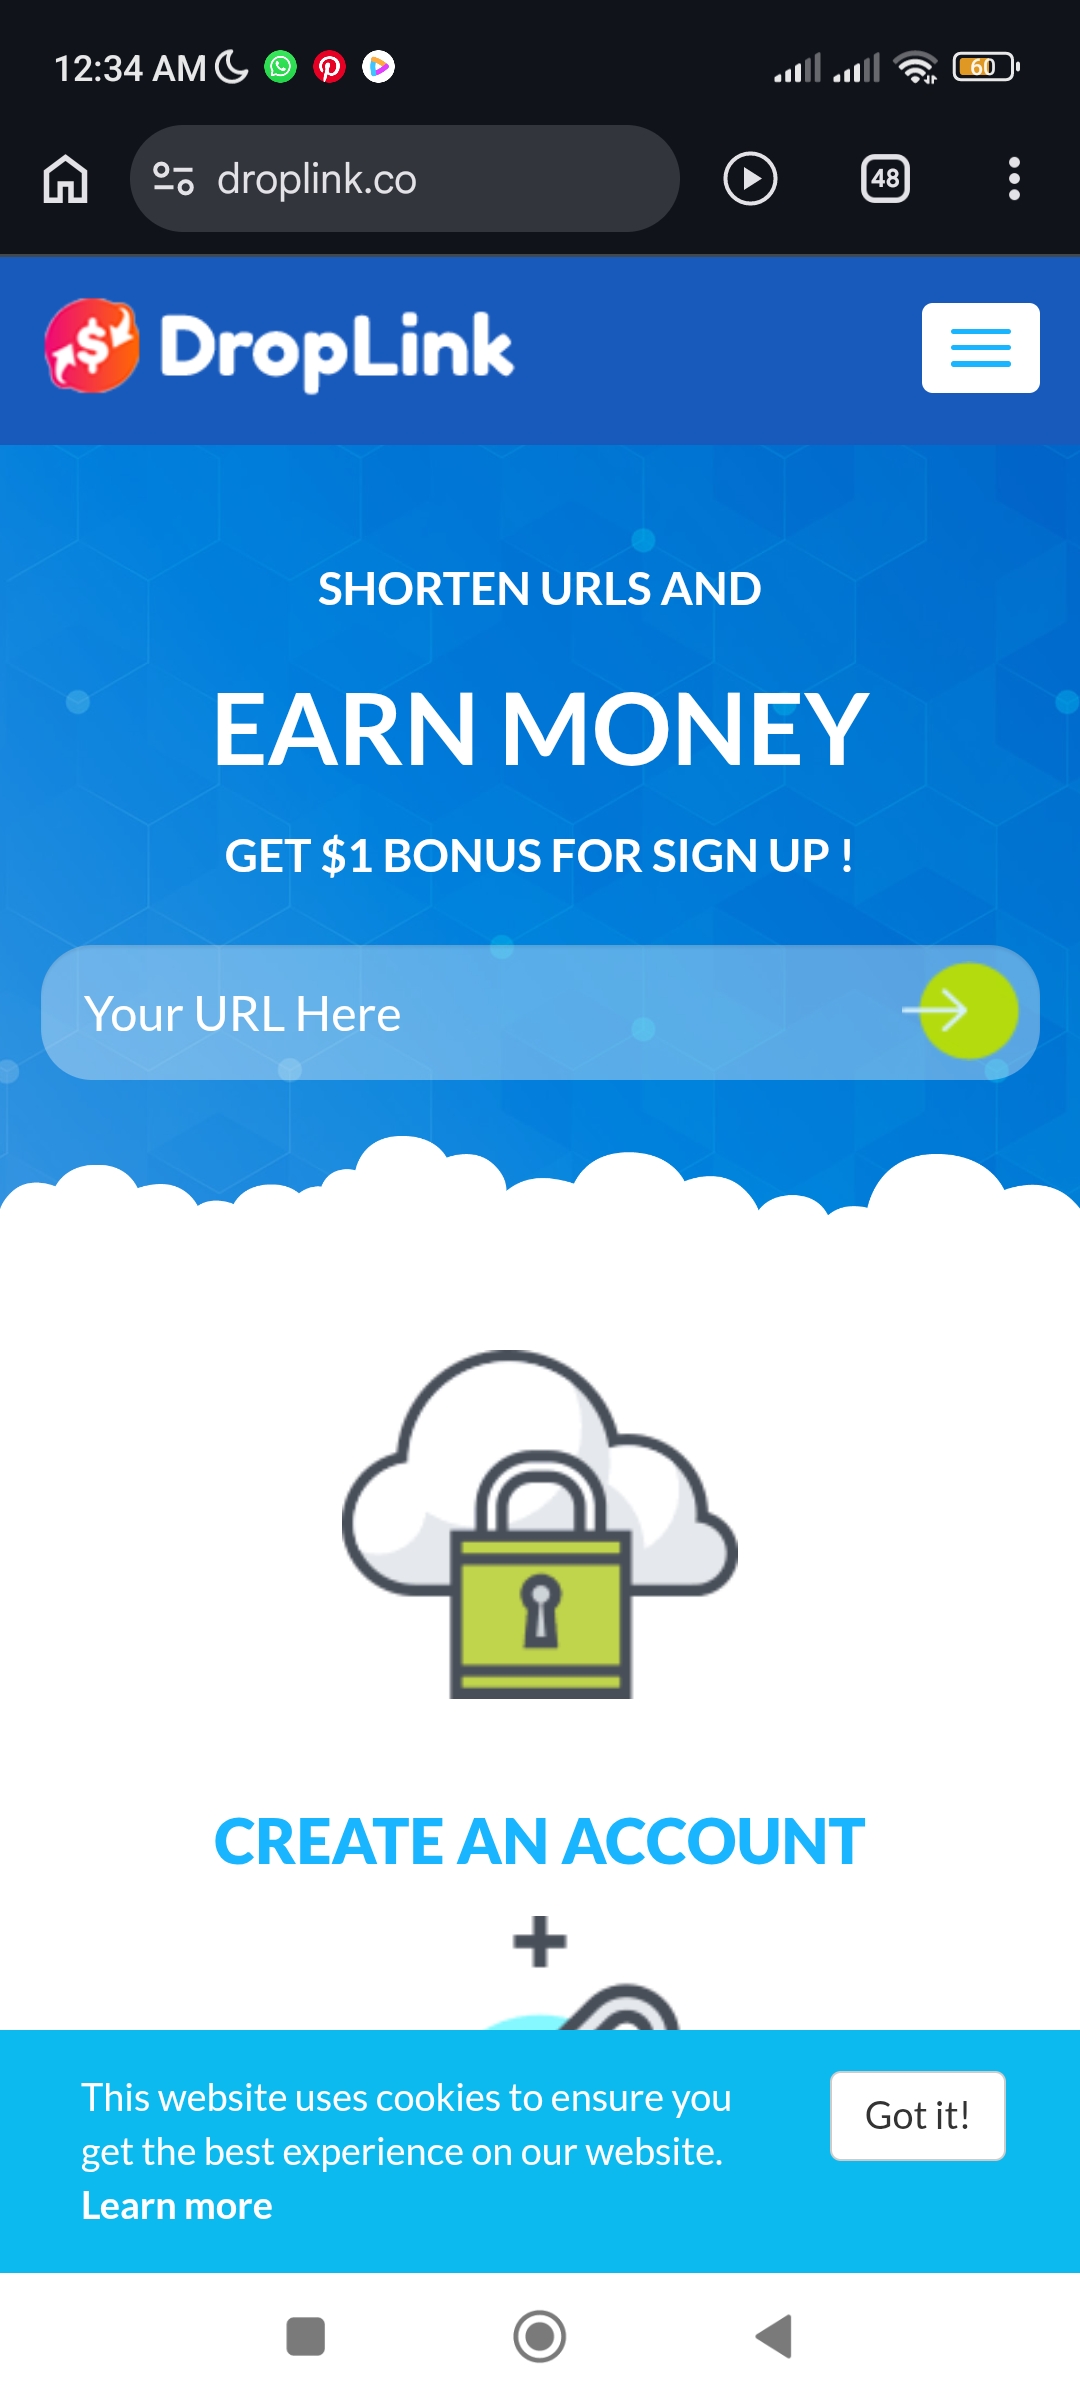 12:34 AM
60
droplink.co
48
DropLink
SHORTEN URLS AND
EARN MONEY
GET $1 BONUS FOR SIGN UP !
Your URL Here
CREATE AN ACCOUNT
This website uses cookies to ensure you
get the best experience on our website.
Learn more
Got it!